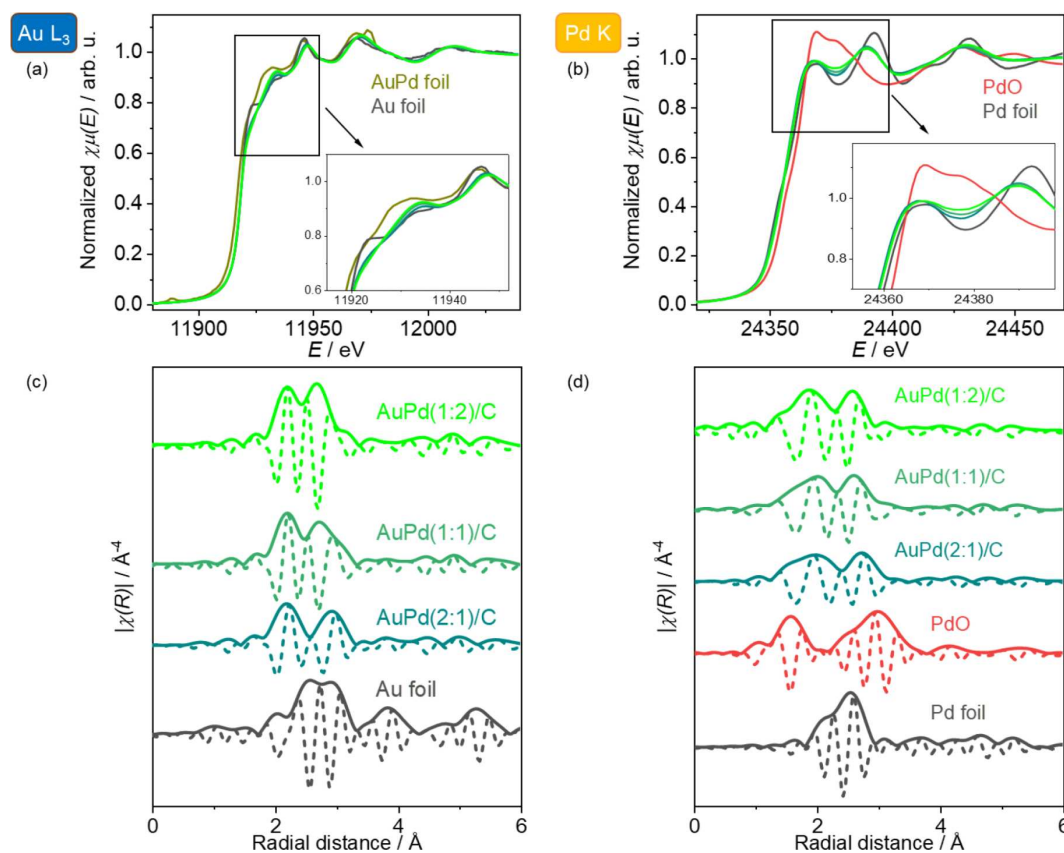 Au L3
Pd K
(a)
AuPd foil
Au foil
Normalized χμ(E) / arb. u.
1.0
0.8
0.6
0.4
0.2
0.0
1.0
0.8
0.6
11920
11940
11900
11950
12000
E / eV
(b)
PdO
Pd foil
Normalized χμ(E) / arb. u.
1.0
0.8
0.6
0.4
0.2
0.0
1.0
0.8
24360
24380
24350
24400
24450
E / eV
(c)
AuPd(1:2)/C
AuPd(1:1)/C
AuPd(2:1)/C
Au foil
|χ(R)| / Å-4
0
2
4
6
Radial distance / Å
(d)
AuPd(1:2)/C
AuPd(1:1)/C
AuPd(2:1)/C
PdO
Pd foil
|χ(R)| / Å-4
0
2
4
6
Radial distance / Å